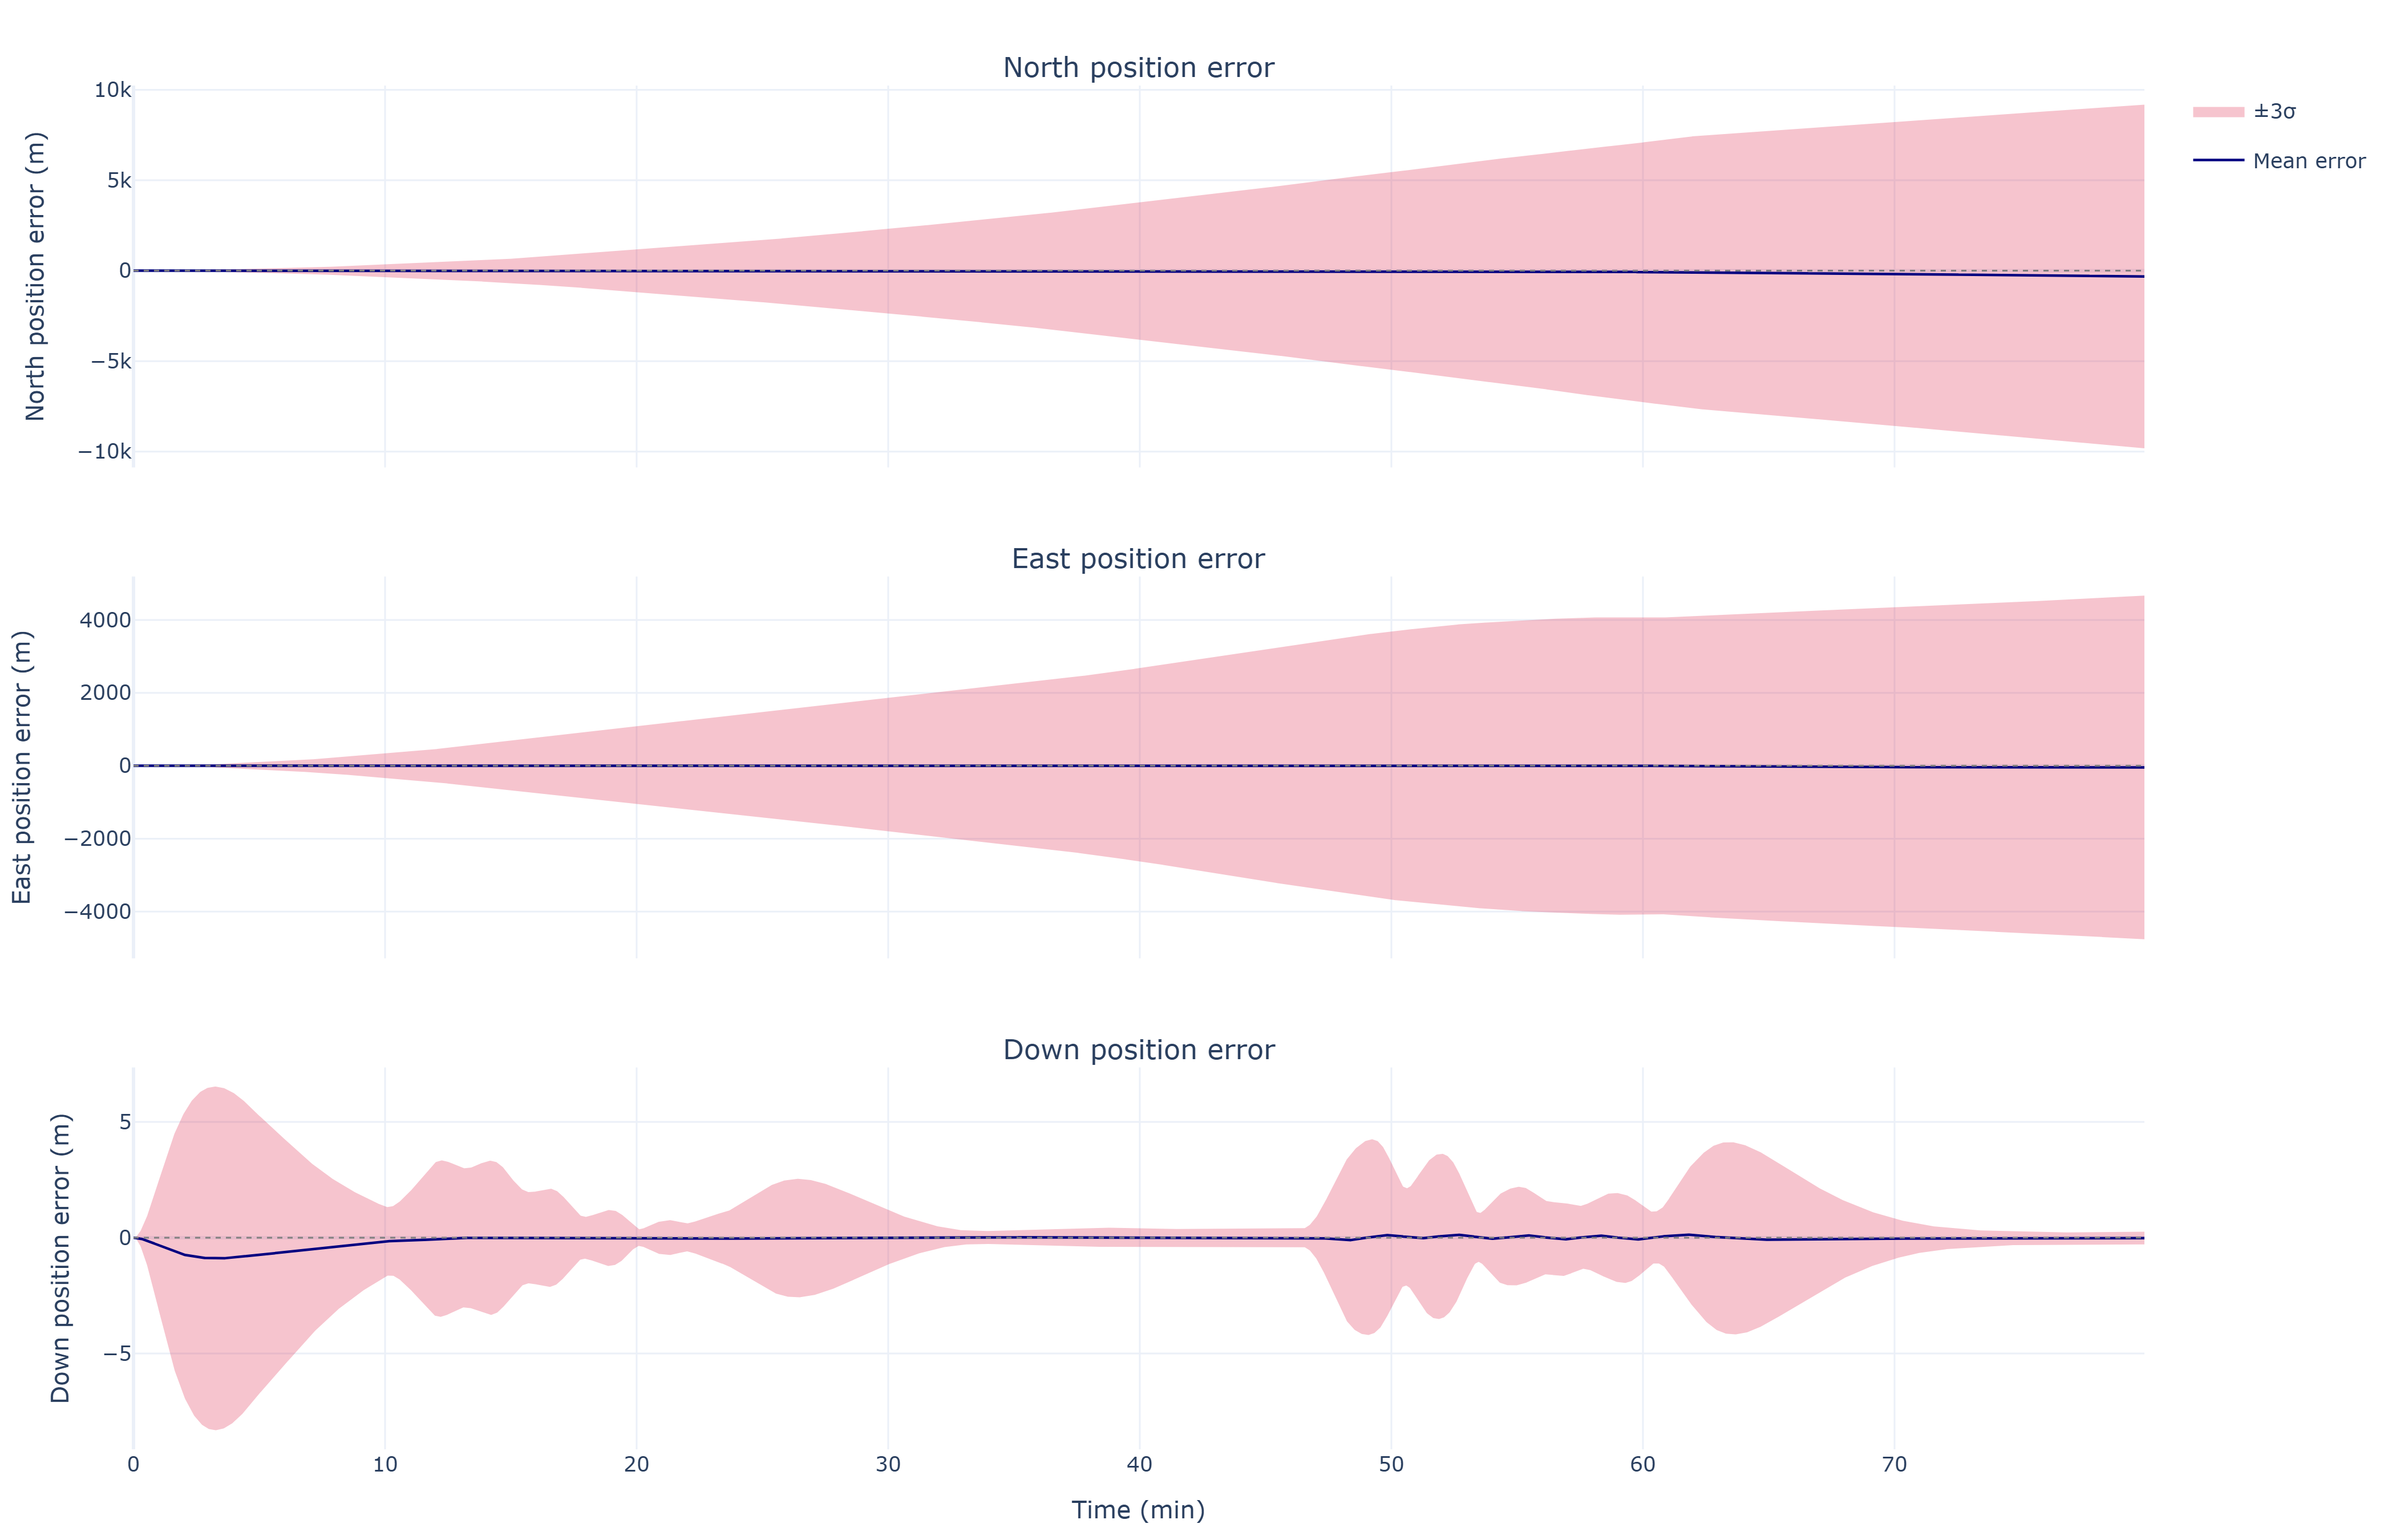 North position error
10k
5k
0
−5k
−10k
North position error (m)
±3σ
Mean error
East position error
4000
2000
0
−2000
−4000
East position error (m)
Down position error
5
0
−5
Down position error (m)
0 10 20 30 40 50 60 70
Time (min)